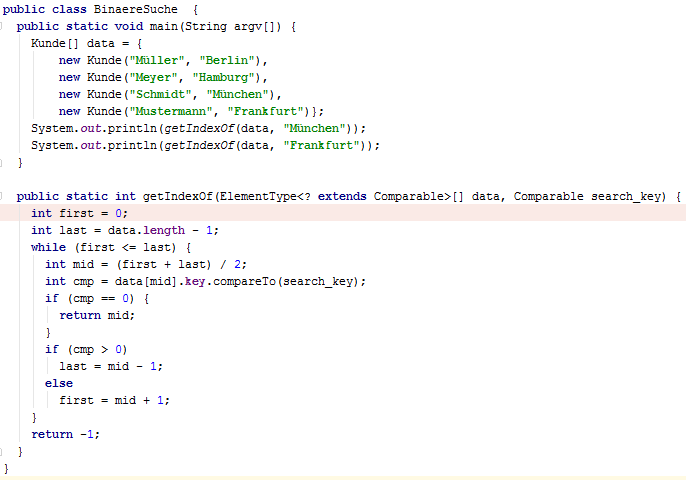 public class BinaereSuche  {
  public static void main(String argv[]) {
    Kunde[] data = {
        new Kunde("Müller", "Berlin"),
        new Kunde("Meyer", "Hamburg"),
        new Kunde("Schmidt", "München"),
        new Kunde("Mustermann", "Frankfurt")};
    System.out.println(getIndexOf(data, "München"));
    System.out.println(getIndexOf(data, "Frankfurt"));
  }

  public static int getIndexOf(ElementType<? extends Comparable>[] data, Comparable search_key) {
    int first = 0;
    int last = data.length - 1;
    while (first <= last) {
      int mid = (first + last) / 2;
      int cmp = data[mid].key.compareTo(search_key);
      if (cmp == 0) {
        return mid;
      }
      if (cmp > 0)
        last = mid - 1;
      else
        first = mid + 1;
    }
    return -1;
  }
}